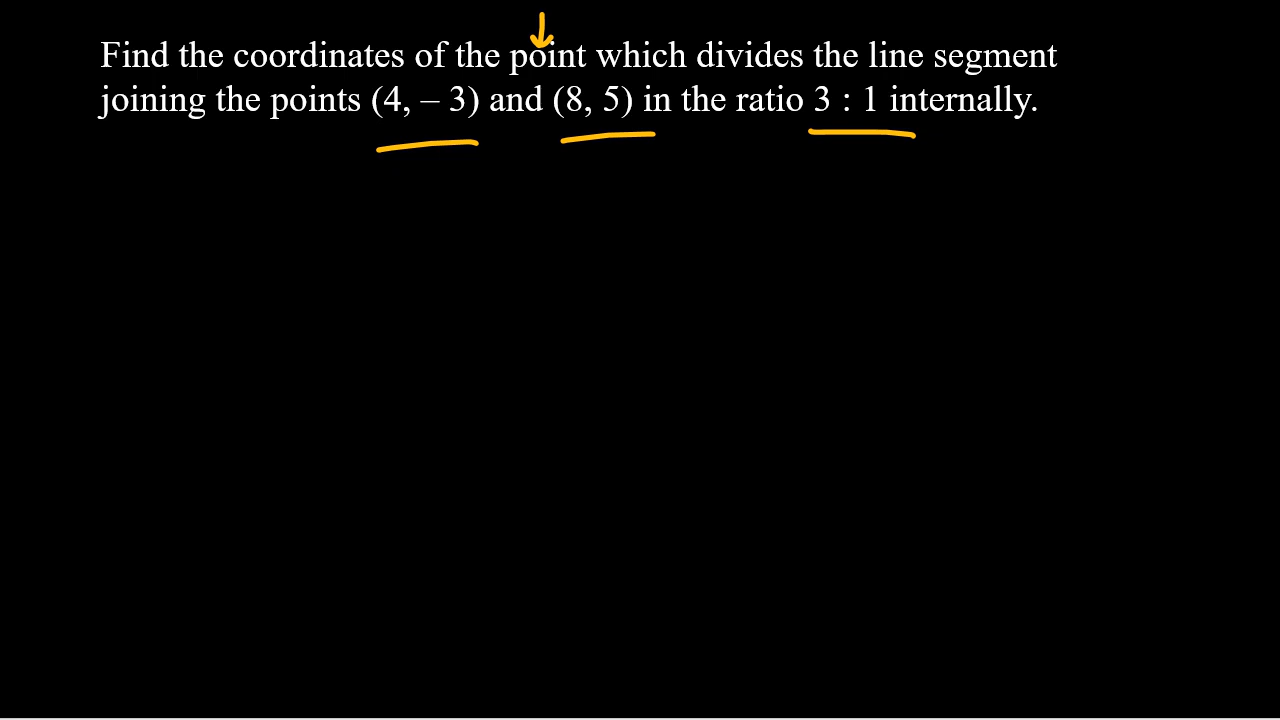 Find the coordinates of the point which divides the line segment
joining the points (4, – 3) and (8, 5) in the ratio 3 : 1 internally.